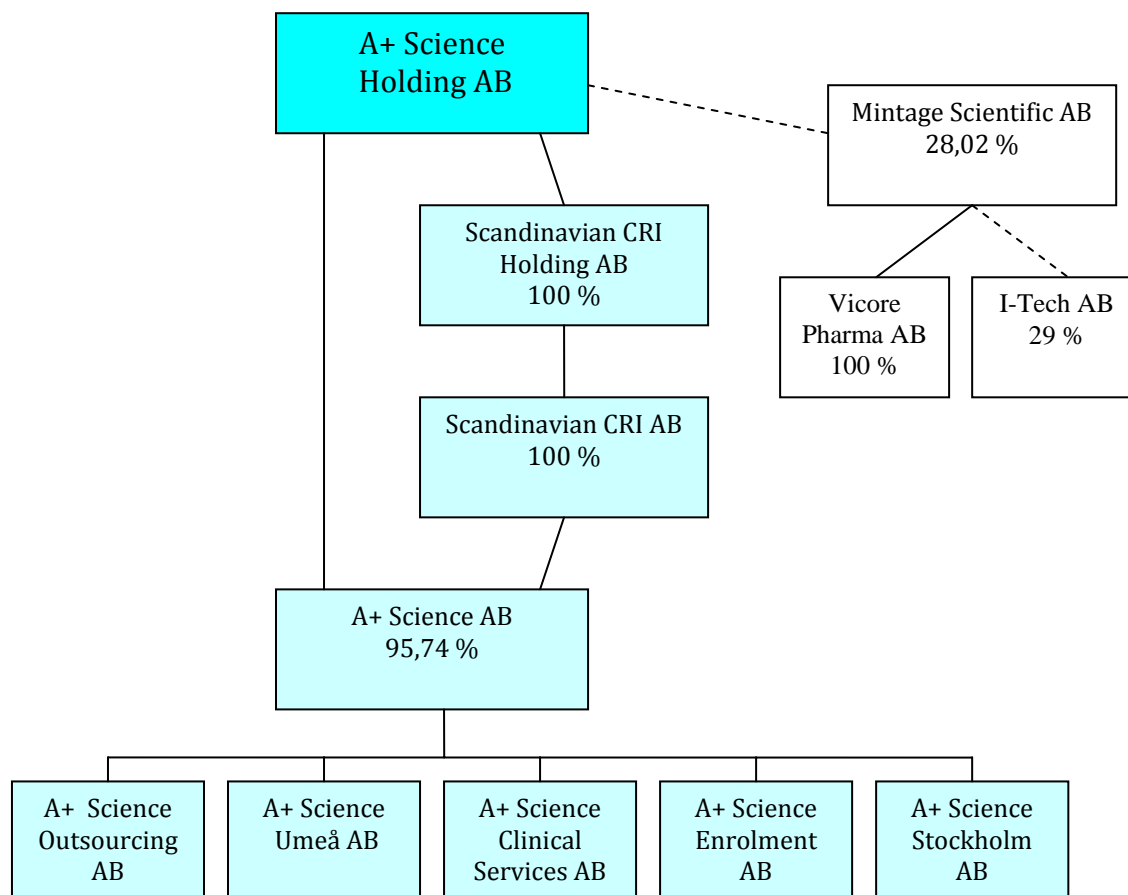 A+ Science
Holding AB
Mintage Scientific AB
28,02 %
Scandinavian CRI
Holding AB
100 %
Vicore
Pharma AB
100 %
I-Tech AB
29 %
Scandinavian CRI AB
100 %
A+ Science AB
95,74 %
A+ Science
Outsourcing
AB
A+ Science
Umeå AB
A+ Science
Clinical
Services AB
A+ Science
Enrolment
AB
A+ Science
Stockholm
AB